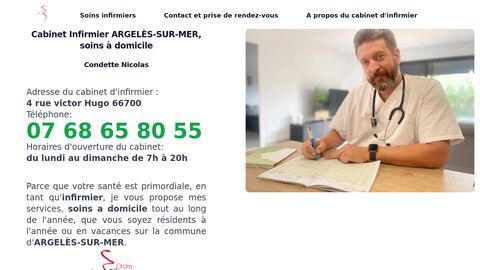 Soins infirmiers Contact et prise de rendez-vous A propos du cabinet d'infirmier
Cabinet Infirmier ARGELÈS-SUR-MER,
soins à domicile
Condette Nicolas
Adresse du cabinet d'infirmier :
4 rue victor Hugo 66700
Téléphone:
07 68 65 80 55
Horaires d'ouverture du cabinet:
du lundi au dimanche de 7h à 20h
Parce que votre santé est primordiale, en
tant qu'infirmier, je vous propose mes
services, soins a domicile tout au long
de l'année, que vous soyez résidents à
l'année ou en vacances sur la commune
d'ARGELÈS-SUR-MER.
Ordre